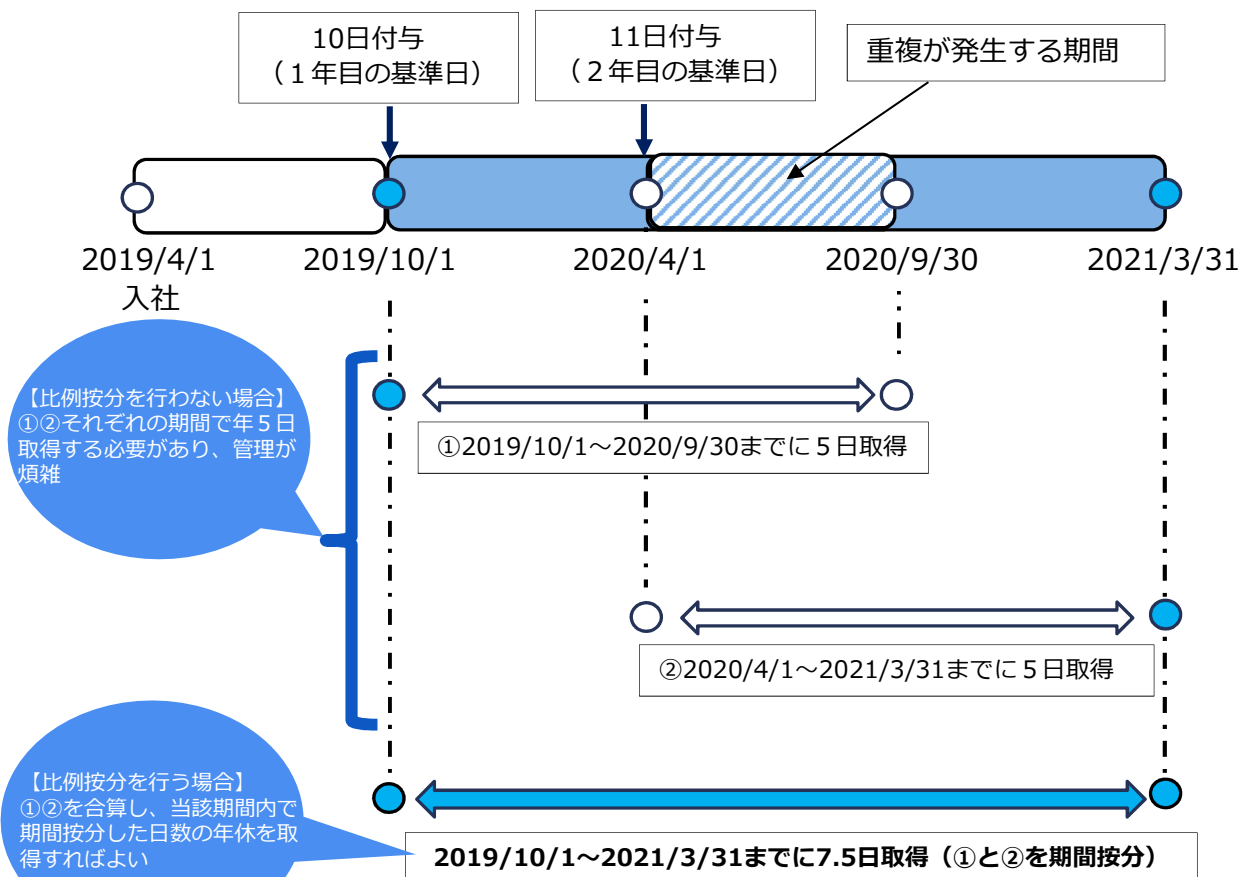 10日付与
(１年目の基準日)
11日付与
(２年目の基準日)
重複が発生する期間
2019/4/1
入社
2019/10/1
2020/4/1
2020/9/30
2021/3/31
【比例按分を行わない場合】
①②それぞれの期間で年５日
取得する必要があり、管理が
煩雑
①2019/10/1～2020/9/30までに５日取得
②2020/4/1～2021/3/31までに５日取得
【比例按分を行う場合】
①②を合算し、当該期間内で
期間按分した日数の年休を取
得すればよい
2019/10/1～2021/3/31までに7.5日取得（①と②を期間按分）